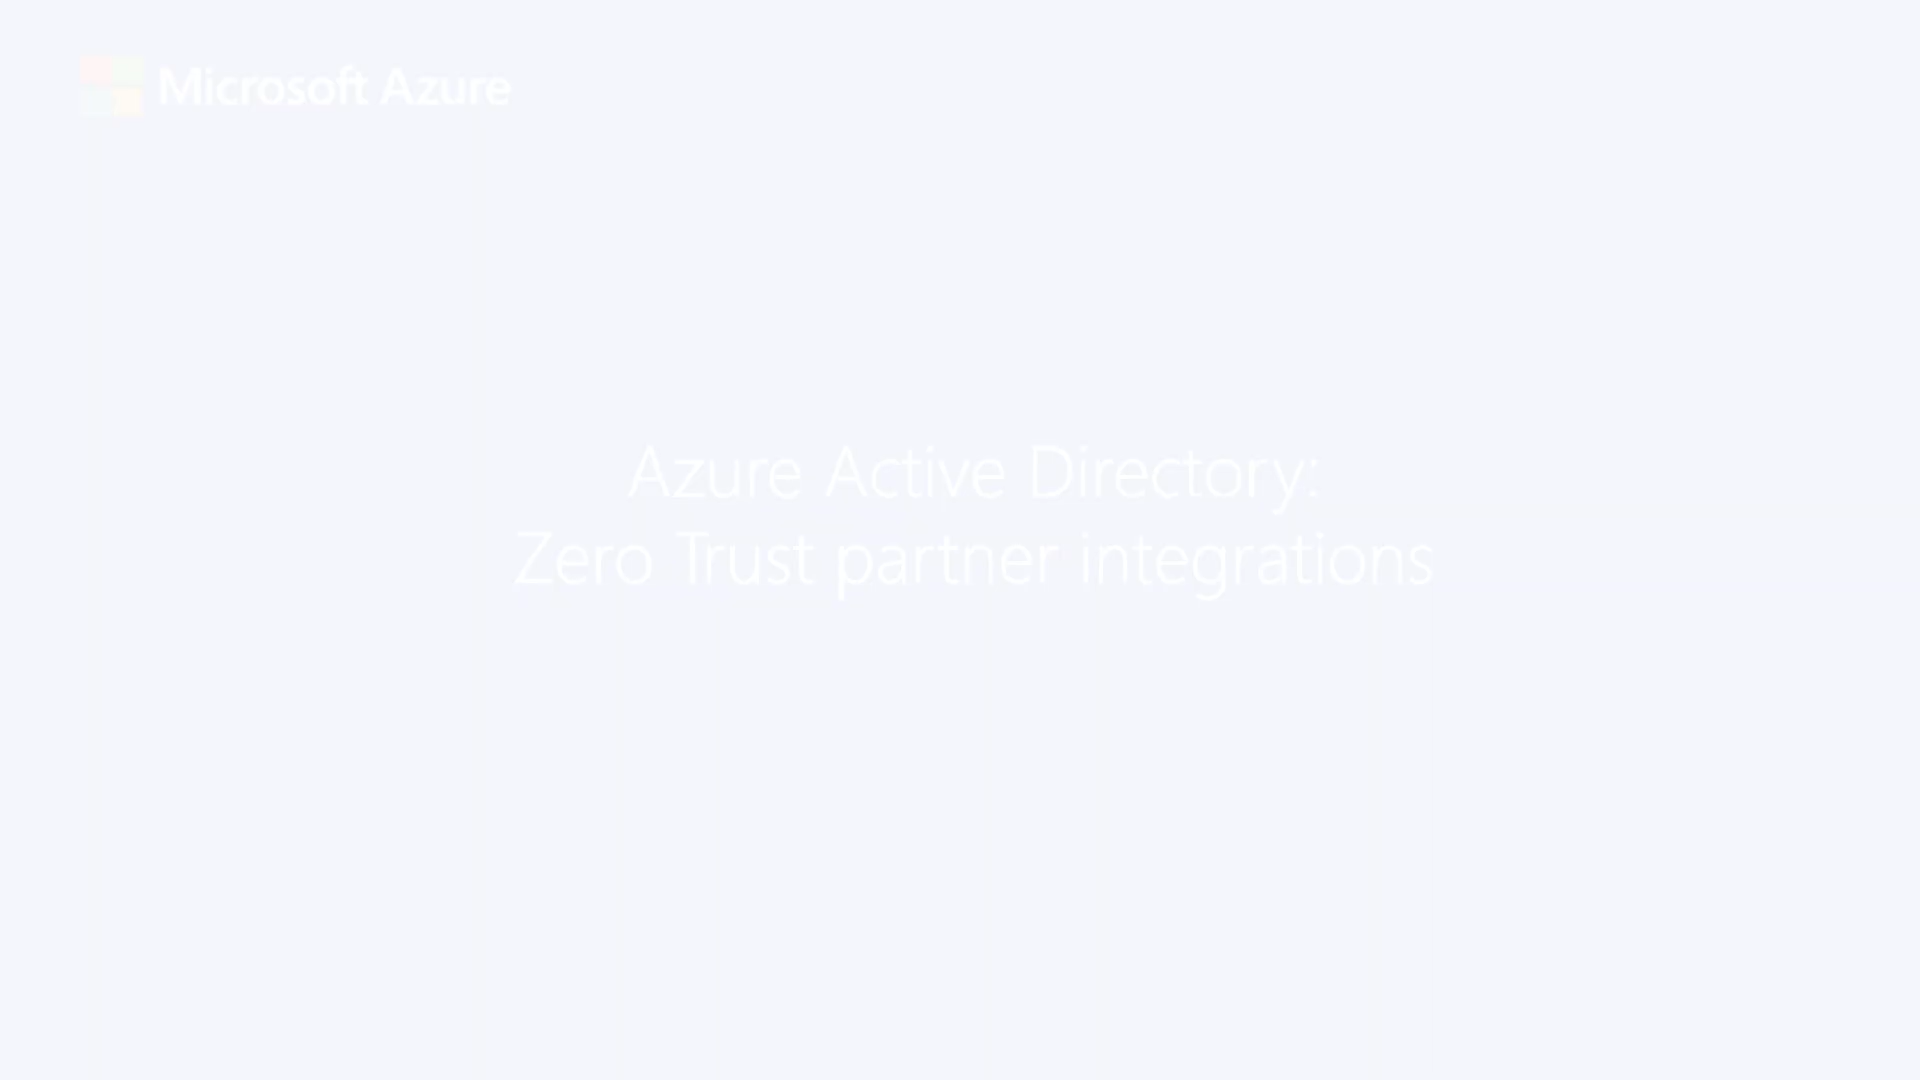 Microsoft Azure
Azure Active Directory:
Zero Trust partner integrations